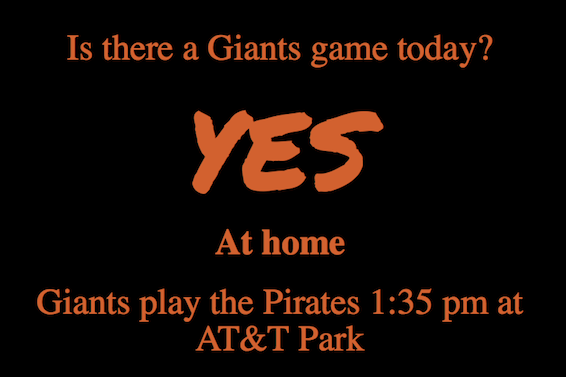 Is there a Giants game today?
YES
At home
Giants play the Pirates 1:35 pm at
AT&T Park